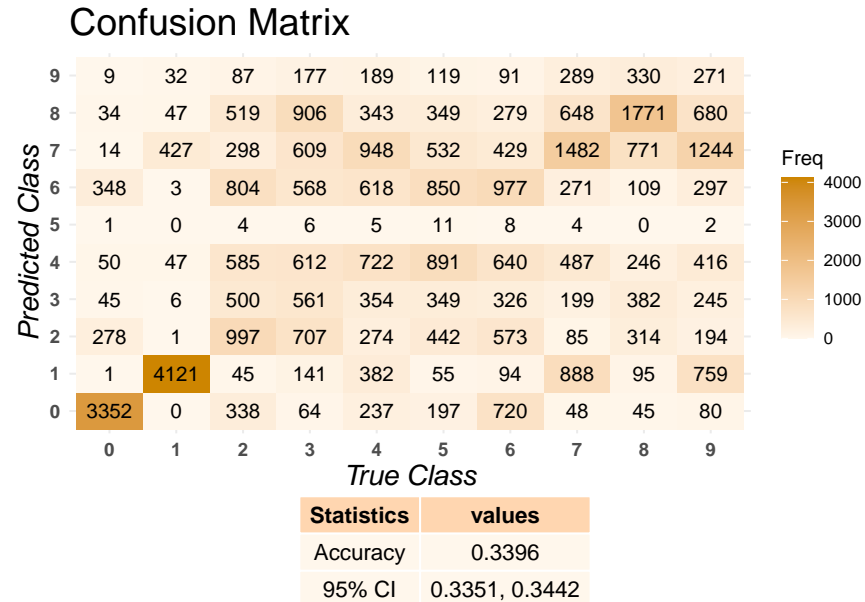 Confusion Matrix
9 9 32 87 177 189 119 91 289 330 271
8 34 47 519 906 343 349 279 648 1771 680
7 14 427 298 609 948 532 429 1482 771 1244
6 348 3 804 568 618 850 977 271 109 297
5 1 0 4 6 5 11 8 4 0 2
4 50 47 585 612 722 891 640 487 246 416
3 45 6 500 561 354 349 326 199 382 245
2 278 1 997 707 274 442 573 85 314 194
1 1 4121 45 141 382 55 94 888 95 759
0 3352 0 338 64 237 197 720 48 45 80
0 1 2 3 4 5 6 7 8 9
Predicted Class
True Class
Freq
4000
3000
2000
1000
0
Statistics values
Accuracy 0.3396
95% CI 0.3351, 0.3442